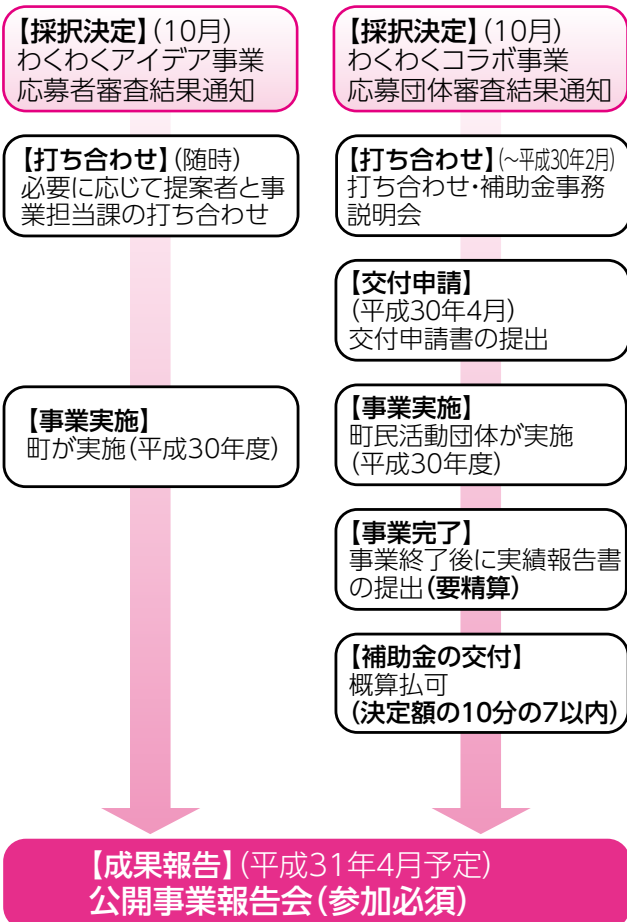 【採択決定】(10月)
わくわくアイデア事業
応募者審査結果通知
【打ち合わせ】(随時)
必要に応じて提案者と事
業担当課の打ち合わせ
【事業実施】
町が実施(平成30年度)
【採択決定】(10月)
わくわくコラボ事業
応募団体審査結果通知
【打ち合わせ】(~平成30年2月)
打ち合わせ・補助金事務
説明会
【交付申請】
(平成30年4月)
交付申請書の提出
【事業実施】
町民活動団体が実施
(平成30年度)
【事業完了】
事業終了後に実績報告書
の提出(要精算)
【補助金の交付】
概算払可
(決定額の10分の7以内)
【成果報告】(平成31年4月予定)
公開事業報告会(参加必須)